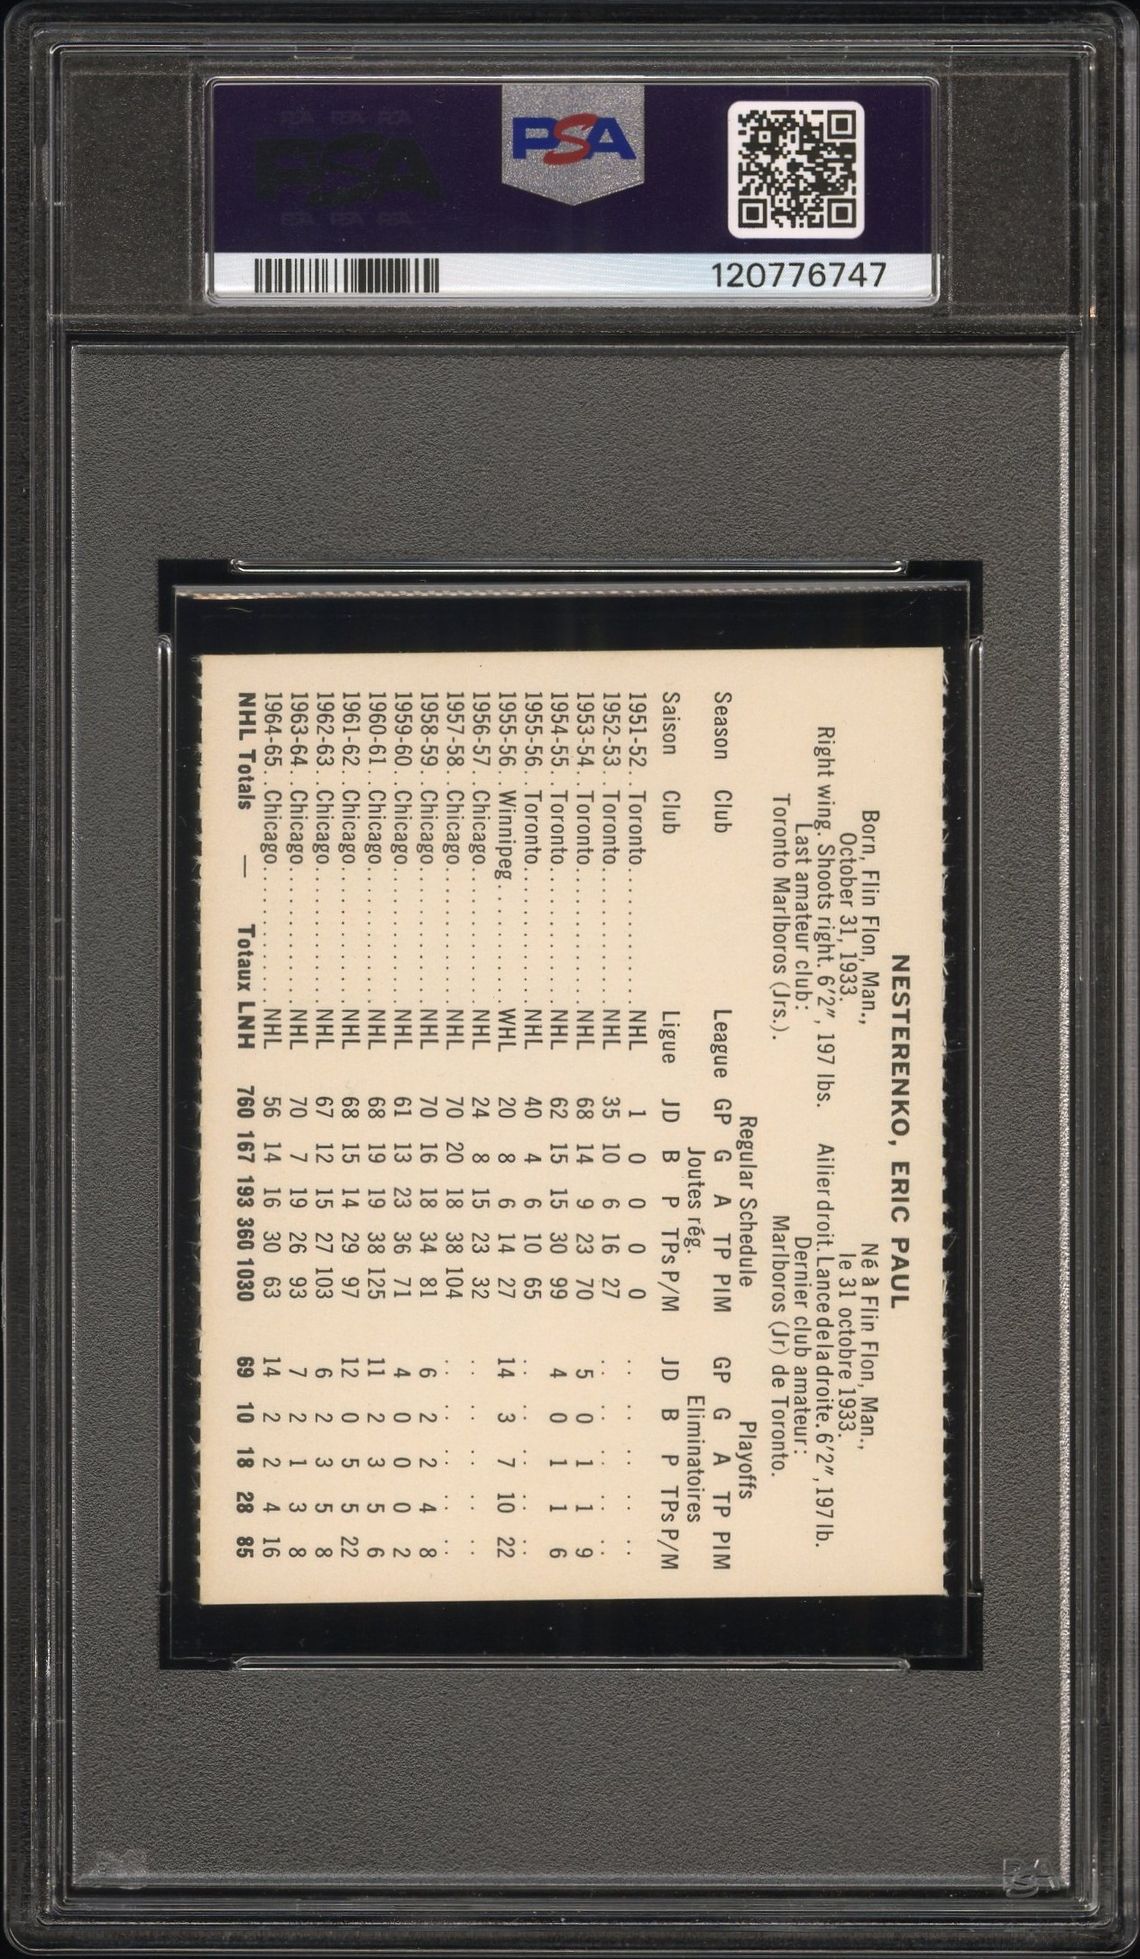 PSA
120776747
NESTERENKO, ERIC PAUL
Born, Flin Flon, Man.,
October 31, 1933.
Right wing. Shoots right. 6'2", 197 lbs.
Last amateur club:
Toronto Marlboros (Jrs.).
Né à Flin Flon, Man.,
le 31 octobre 1933.
Ailier droit. Lance de la droite. 6'2", 197 lb.
Dernier club amateur:
Marlboros (Jr) de Toronto.
Regular Schedule Playoffs
Season Club League GP G A TP PIM GP G A TP PIM
Joutes rég. Eliminatoires
Saison Club Ligue JD B P TPs P/M JD B P TPs P/M
1951-52..Toronto..............NHL 1 0 0 0 0 .. .. .. .. ..
1952-53..Toronto..............NHL 35 10 6 16 27 .. .. .. .. ..
1953-54..Toronto..............NHL 68 14 9 23 70 5 0 1 1 9
1954-55..Toronto..............NHL 62 15 15 30 99 4 0 1 1 6
1955-56..Toronto..............NHL 40 4 6 10 65 .. .. .. .. ..
1955-56..Winnipeg............WHL 20 8 6 14 27 14 3 7 10 22
1956-57..Chicago..............NHL 24 8 15 23 32 .. .. .. .. ..
1957-58..Chicago..............NHL 70 20 18 38 104 .. .. .. .. ..
1958-59..Chicago..............NHL 70 16 18 34 81 6 2 2 4 8
1959-60..Chicago..............NHL 61 13 23 36 71 4 0 0 0 2
1960-61..Chicago..............NHL 68 19 19 38 125 11 2 3 5 6
1961-62..Chicago..............NHL 68 15 14 29 97 12 0 5 5 22
1962-63..Chicago..............NHL 67 12 15 27 103 6 2 3 5 8
1963-64..Chicago..............NHL 70 7 19 26 93 7 2 1 3 8
1964-65..Chicago..............NHL 56 14 16 30 63 14 2 2 4 16
NHL Totals — Totaux LNH 760 167 193 360 1030 69 10 18 28 85
PSA